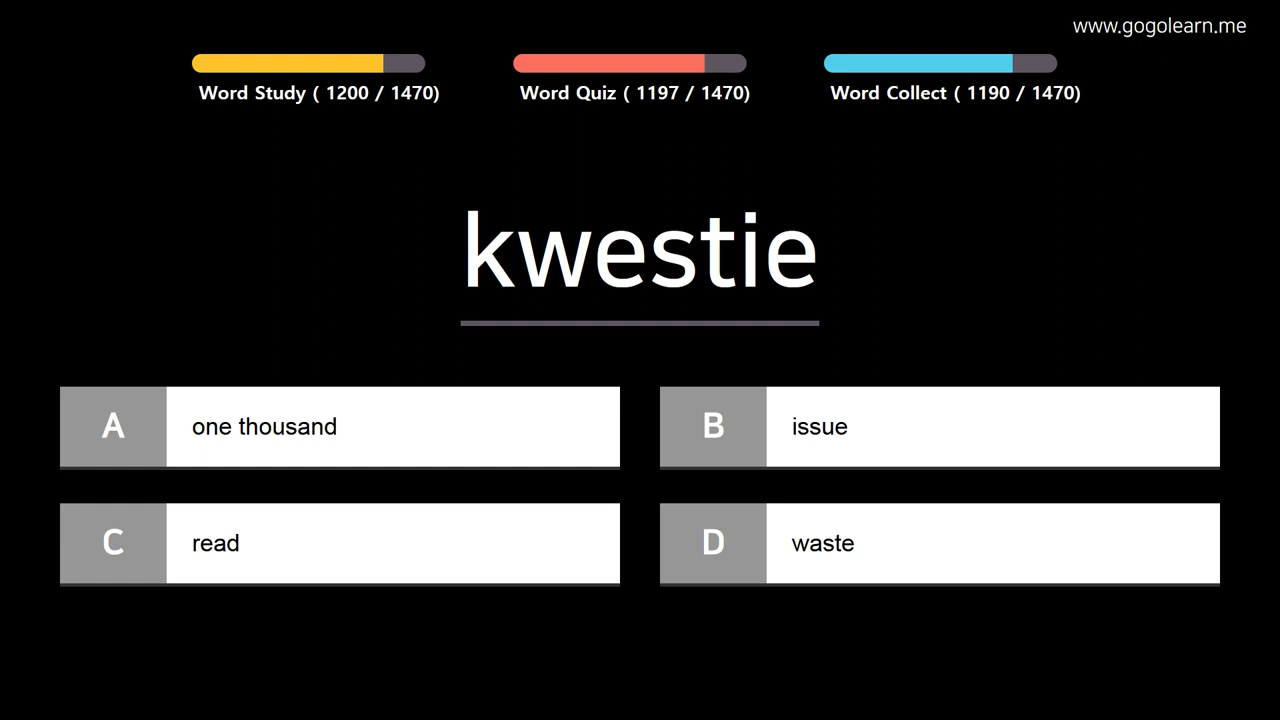 www.gogolearn.me
Word Study ( 1200 / 1470)
Word Quiz ( 1197 / 1470)
Word Collect ( 1190 / 1470)
kwestie
A one thousand
B issue
C read
D waste